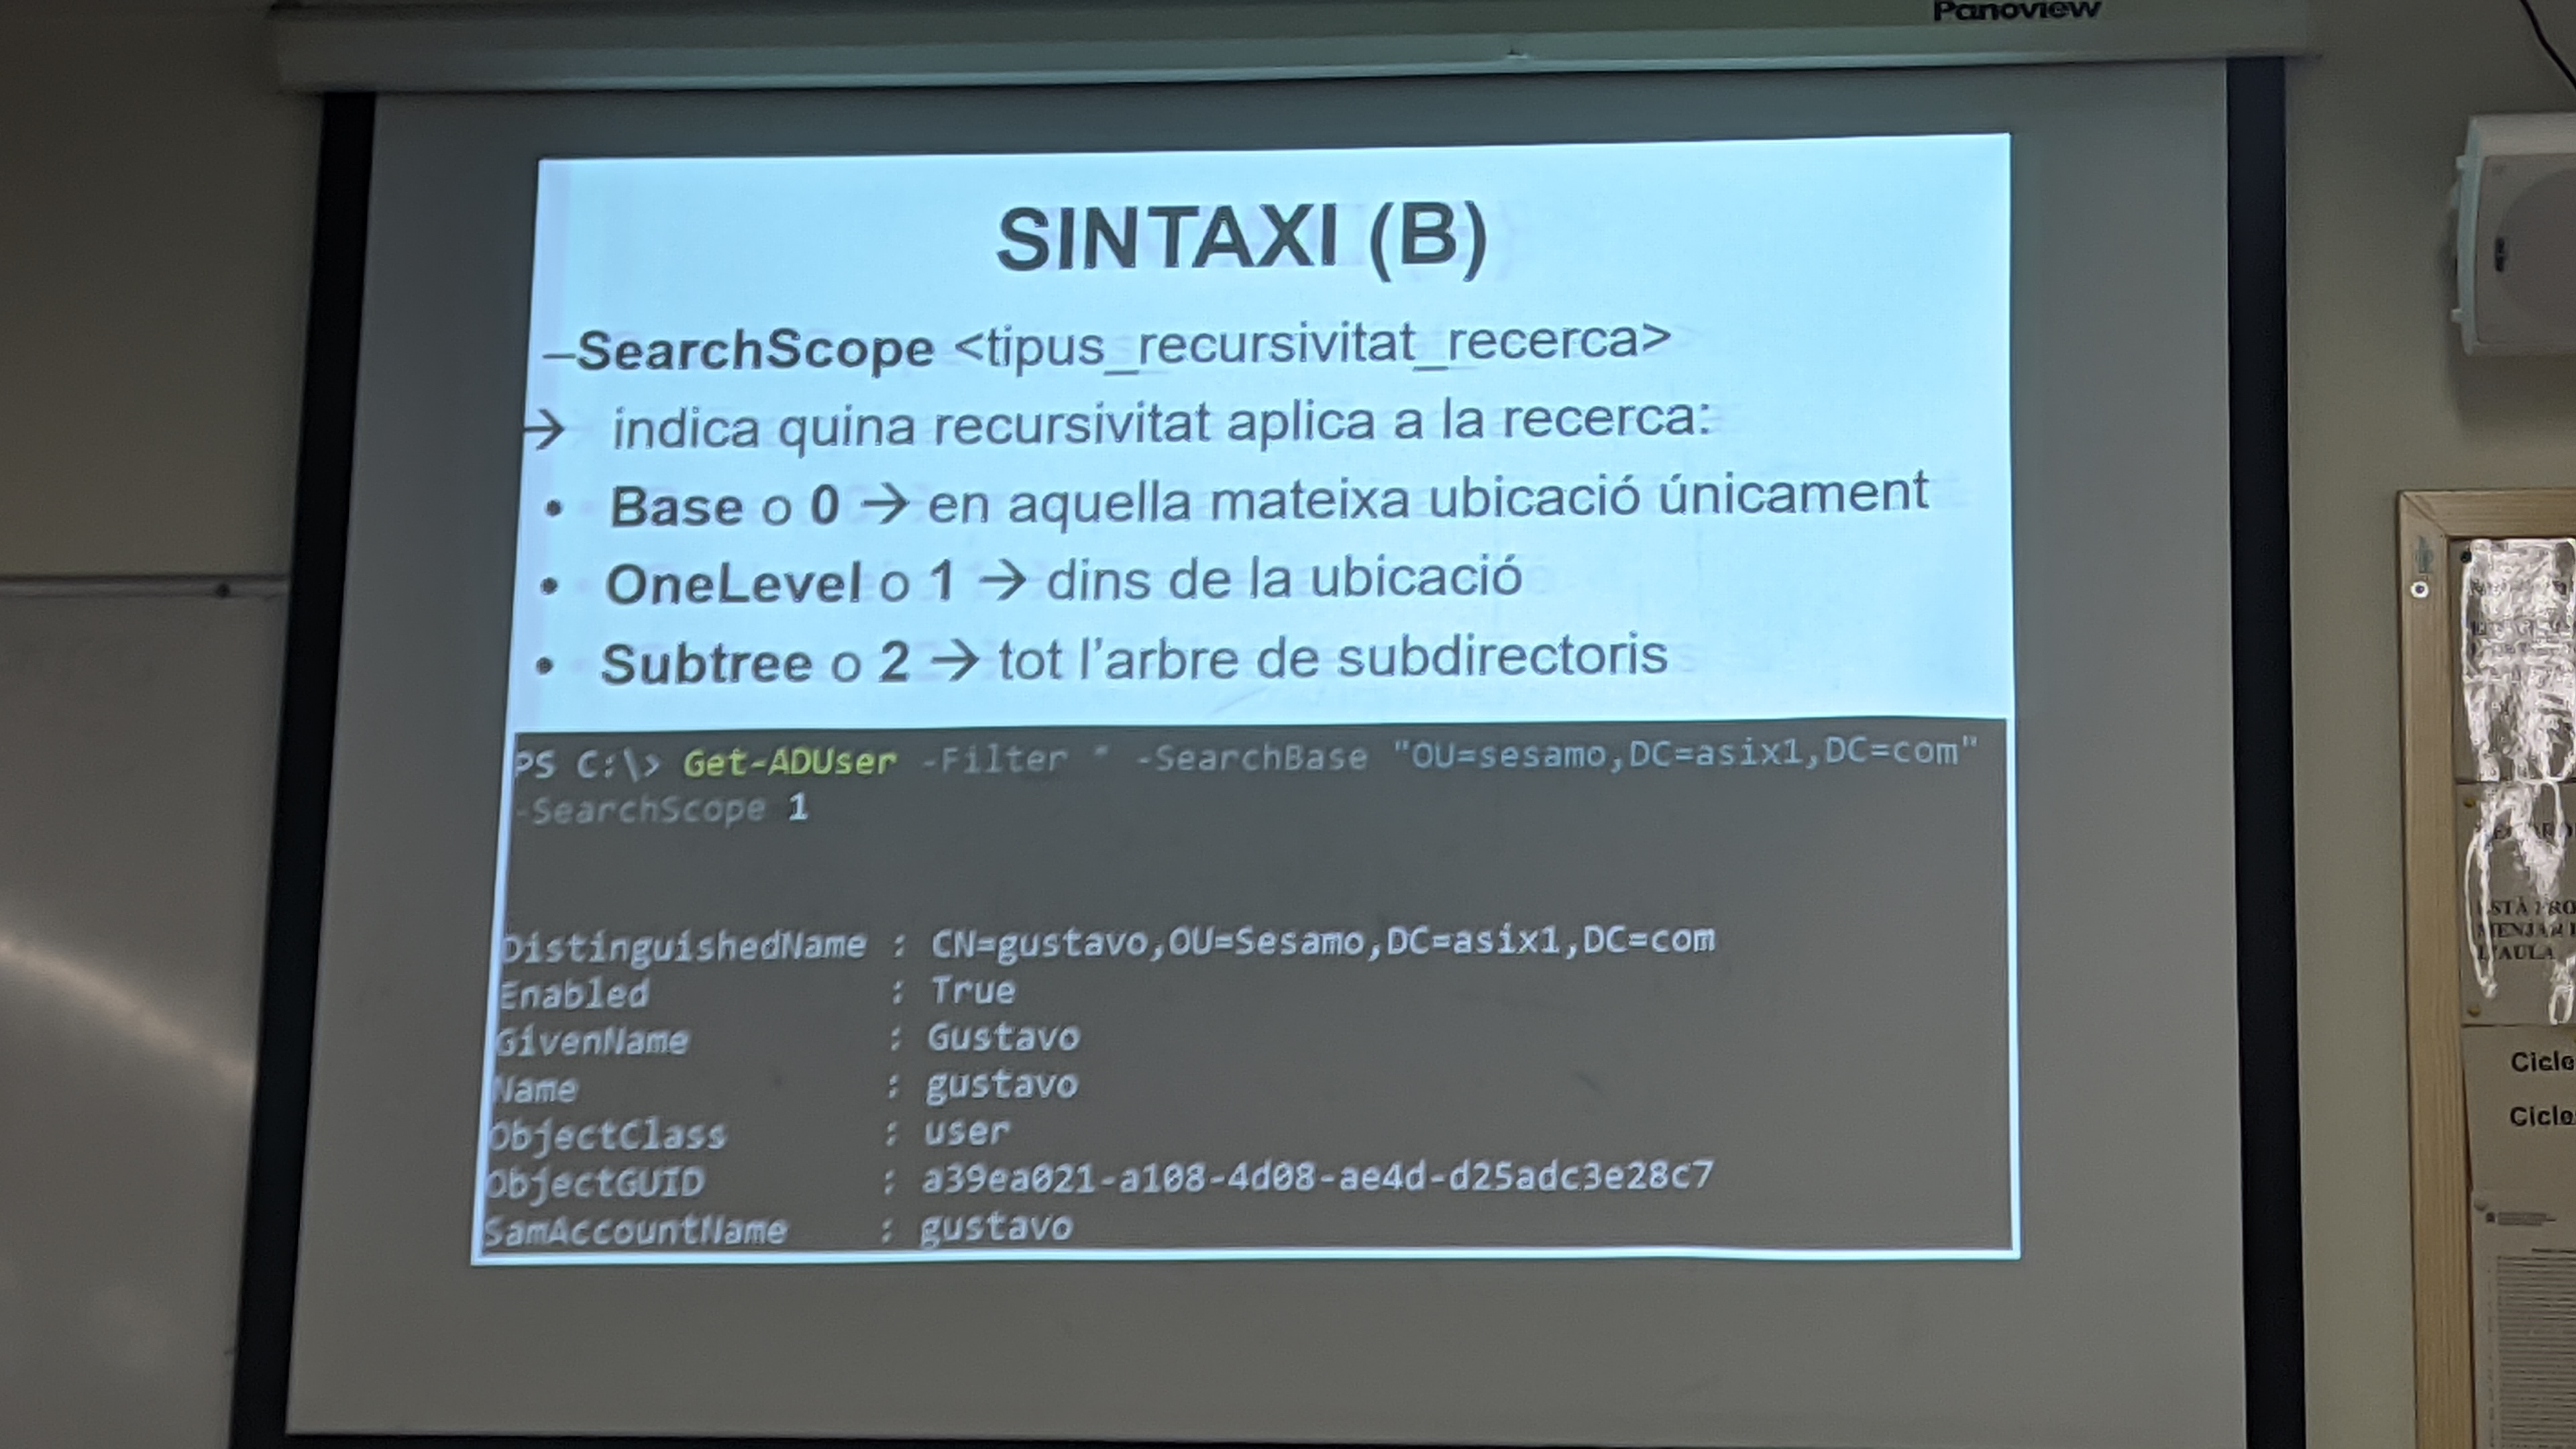 Panoview
SINTAXI (B)
–SearchScope <tipus_recursivitat_recerca>
→ indica quina recursivitat aplica a la recerca:
• Base o 0 → en aquella mateixa ubicació únicament
• OneLevel o 1 → dins de la ubicació
• Subtree o 2 → tot l'arbre de subdirectoris
PS C:\> Get-ADUser -Filter * -SearchBase "OU=sesamo,DC=asix1,DC=com"
-SearchScope 1
DistinguishedName : CN=gustavo,OU=Sesamo,DC=asix1,DC=com
Enabled : True
GivenName : Gustavo
Name : gustavo
ObjectClass : user
ObjectGUID : a39ea021-a108-4d08-ae4d-d25adc3e28c7
SamAccountName : gustavo
MENJAR
L'AULA
Cicle
Cicle